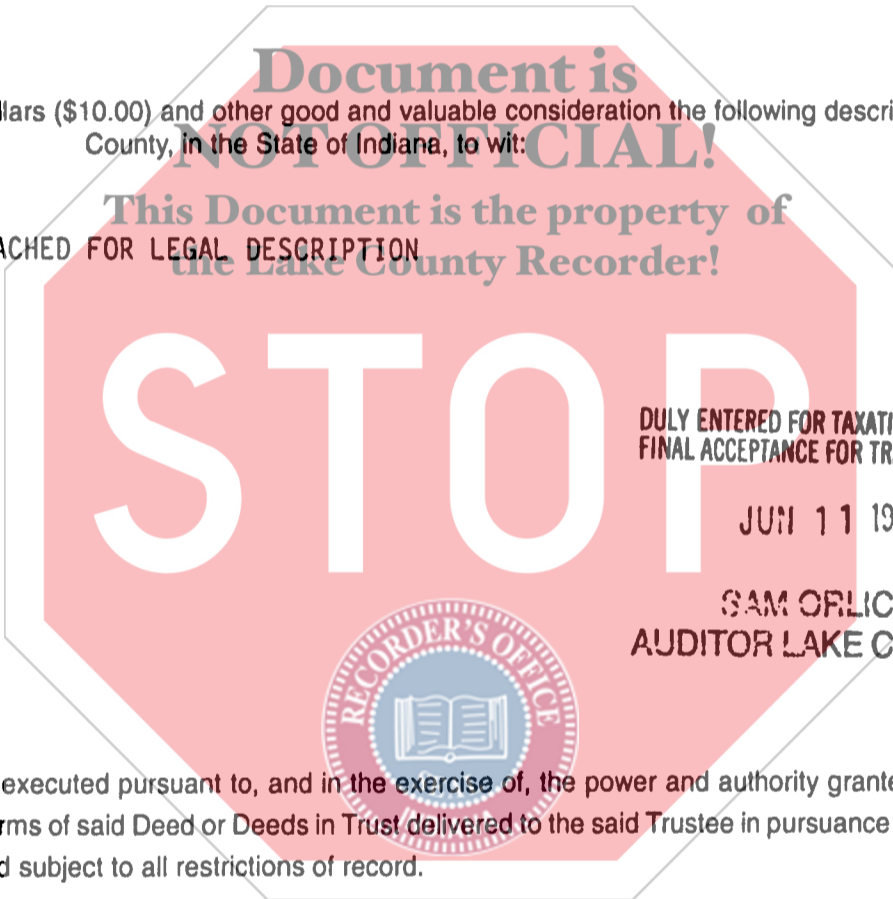 Document is
llars ($10.00) and other good and valuable consideration the following descri
NOT OFFICIAL!
County, in the State of Indiana, to wit:
This Document is the property of
ACHED FOR LEGAL DESCRIPTION
the Lake County Recorder!
STOP
DULY ENTERED FOR TAXATI
FINAL ACCEPTANCE FOR TR
JUN 11 19
SAM ORLIC
AUDITOR LAKE C
RECORDER'S OFFICE
executed pursuant to, and in the exercise of, the power and authority grante
rms of said Deed or Deeds in Trust delivered to the said Trustee in pursuance
d subject to all restrictions of record.